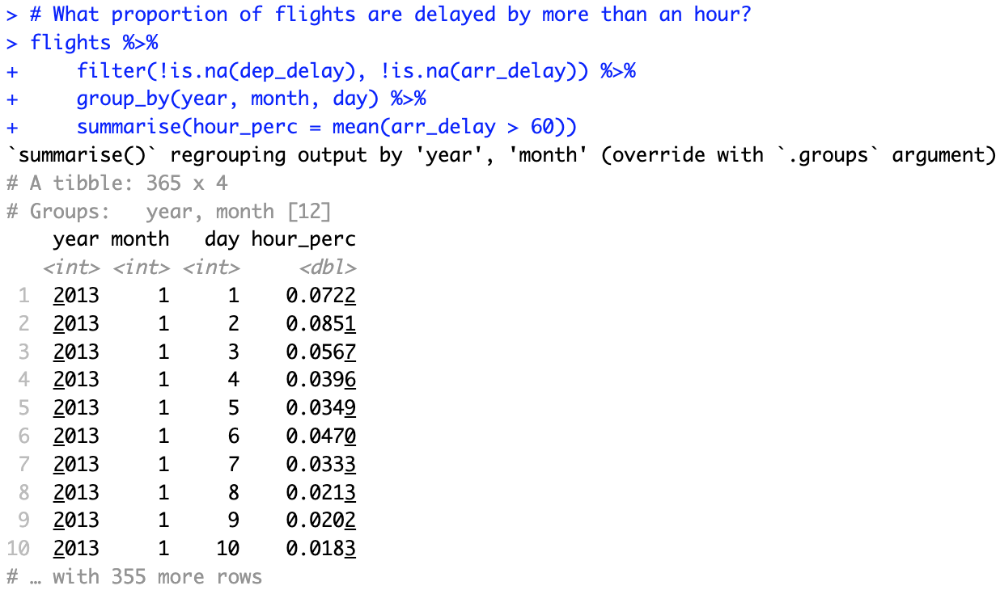 > # What proportion of flights are delayed by more than an hour?
> flights %>%
+     filter(!is.na(dep_delay), !is.na(arr_delay)) %>%
+     group_by(year, month, day) %>%
+     summarise(hour_perc = mean(arr_delay > 60))
`summarise()` regrouping output by 'year', 'month' (override with `.groups` argument)
# A tibble: 365 x 4
# Groups:   year, month [12]
    year month   day hour_perc
   <int> <int> <int>     <dbl>
 1  2013     1     1    0.0722
 2  2013     1     2    0.0851
 3  2013     1     3    0.0567
 4  2013     1     4    0.0396
 5  2013     1     5    0.0349
 6  2013     1     6    0.0470
 7  2013     1     7    0.0333
 8  2013     1     8    0.0213
 9  2013     1     9    0.0202
10  2013     1    10    0.0183
# … with 355 more rows